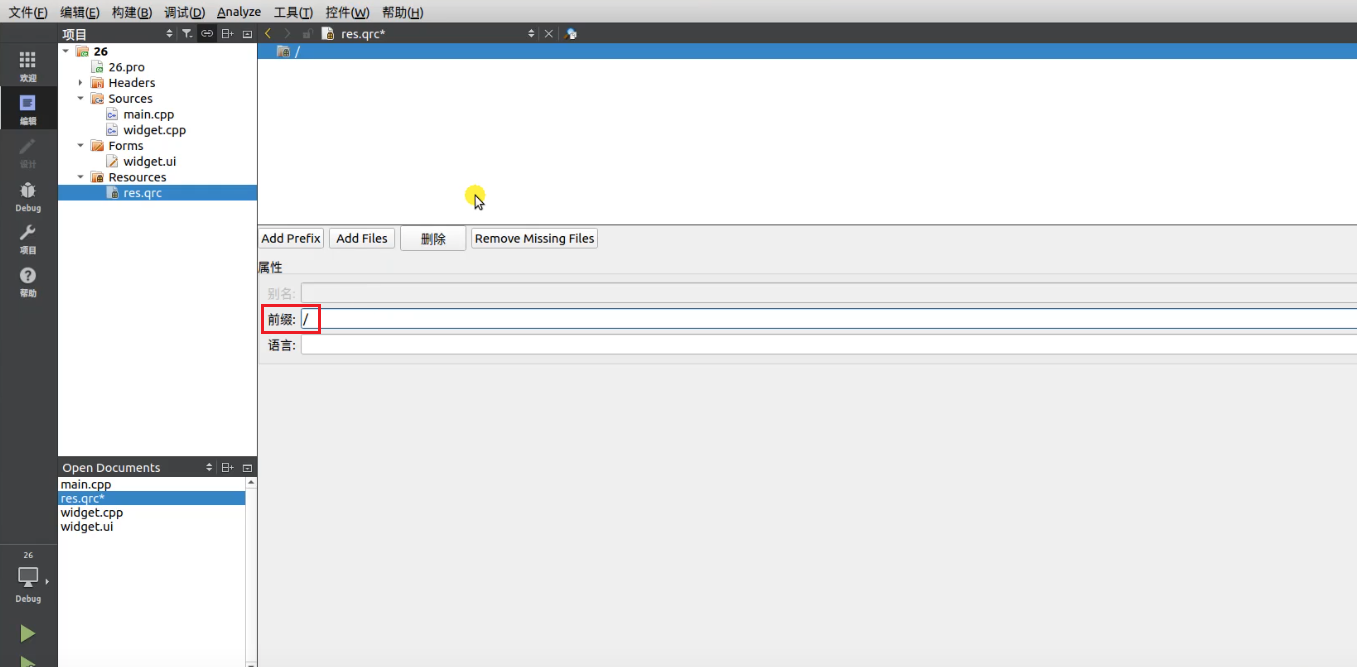 文件(F) 编辑(E) 构建(B) 调试(D) Analyze 工具(T) 控件(W) 帮助(H)
项目
res.qrc*
欢迎
编辑
设计
Debug
项目
帮助
26
26.pro
Headers
Sources
main.cpp
widget.cpp
Forms
widget.ui
Resources
res.qrc
/
Add Prefix Add Files 删除 Remove Missing Files
属性
别名:
前缀: /
语言:
Open Documents
main.cpp
res.qrc*
widget.cpp
widget.ui
26
Debug